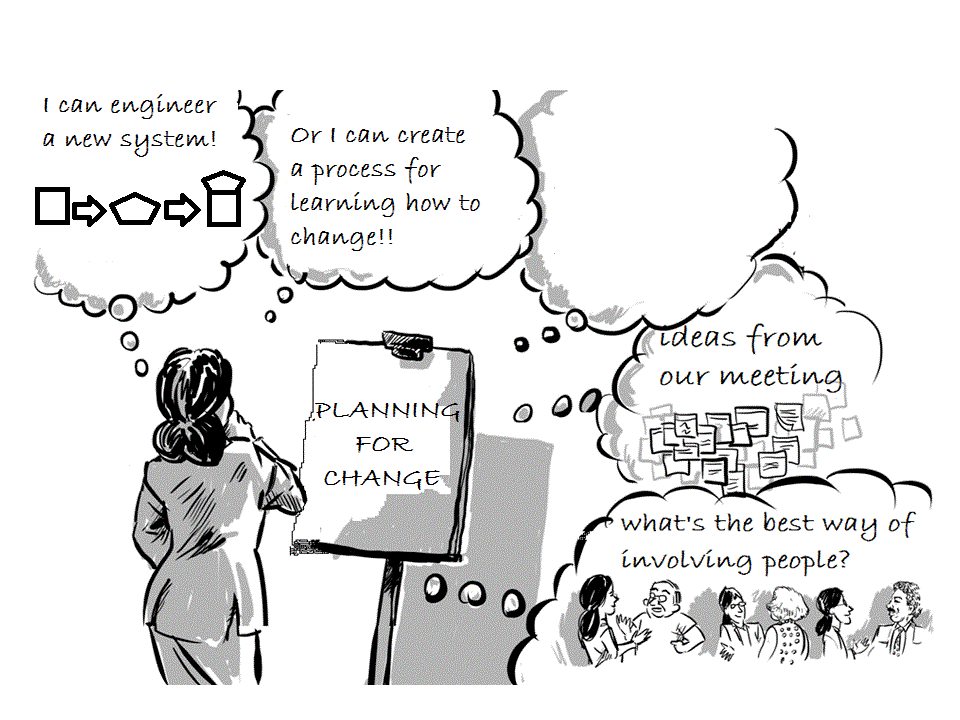 I can engineer
a new system!
Or I can create
a process for
learning how to
change!!
ideas from
our meeting
PLANNING
FOR
CHANGE
what's the best way of
involving people?